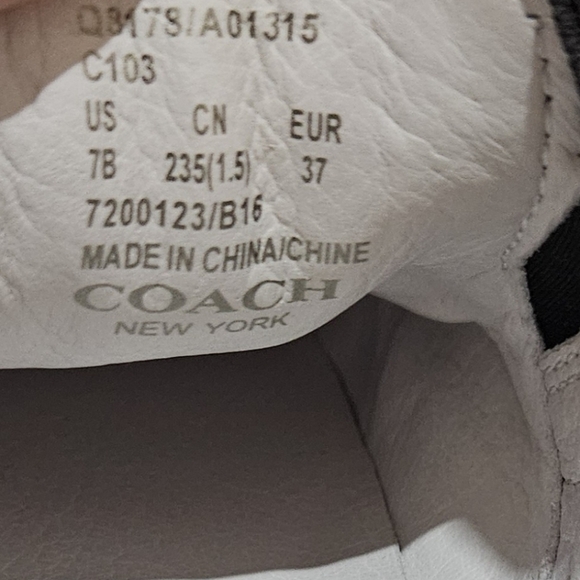 Q8178/A01315
C103
US CN EUR
7B 235(1.5) 37
7200123/B16
MADE IN CHINA/CHINE
COACH
NEW YORK